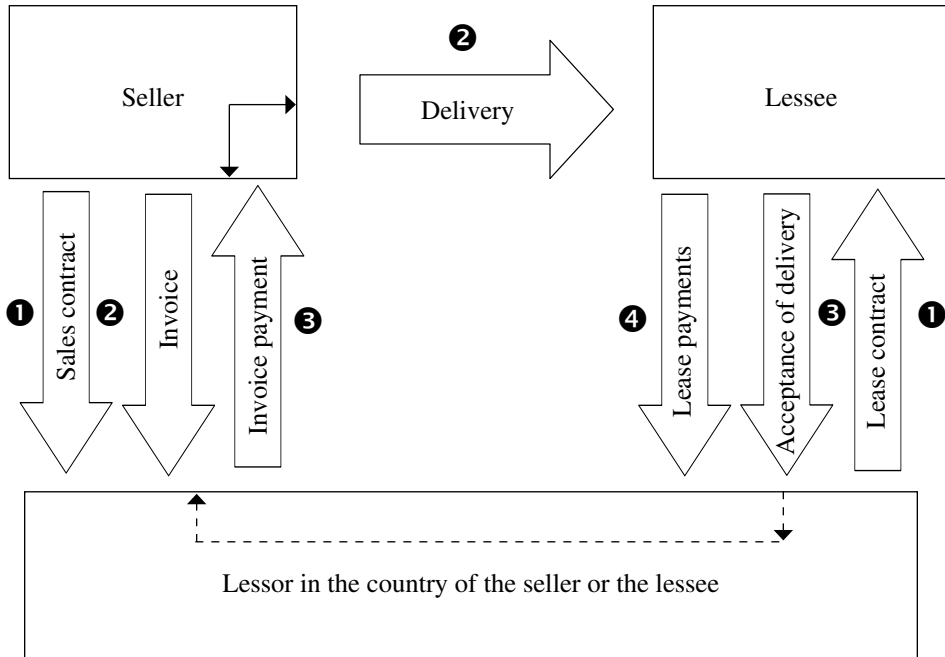 ❷
Seller
Delivery
Lessee
❶
Sales contract
❷
Invoice
Invoice payment
❸
❹
Lease payments
Acceptance of delivery
❸
Lease contract
❶
Lessor in the country of the seller or the lessee